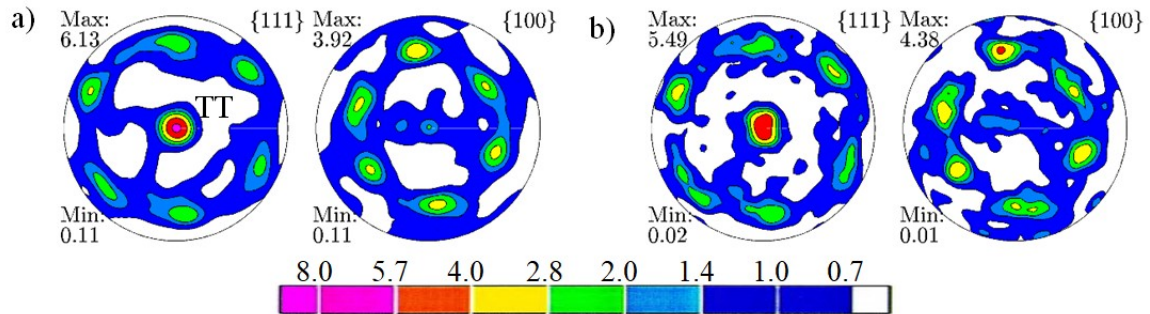 a)
Max:
6.13
{111}
TT
Min:
0.11
Max:
3.92
{100}
Min:
0.11
b)
Max:
5.49
{111}
Min:
0.02
Max:
4.38
{100}
Min:
0.01
8.0 5.7 4.0 2.8 2.0 1.4 1.0 0.7